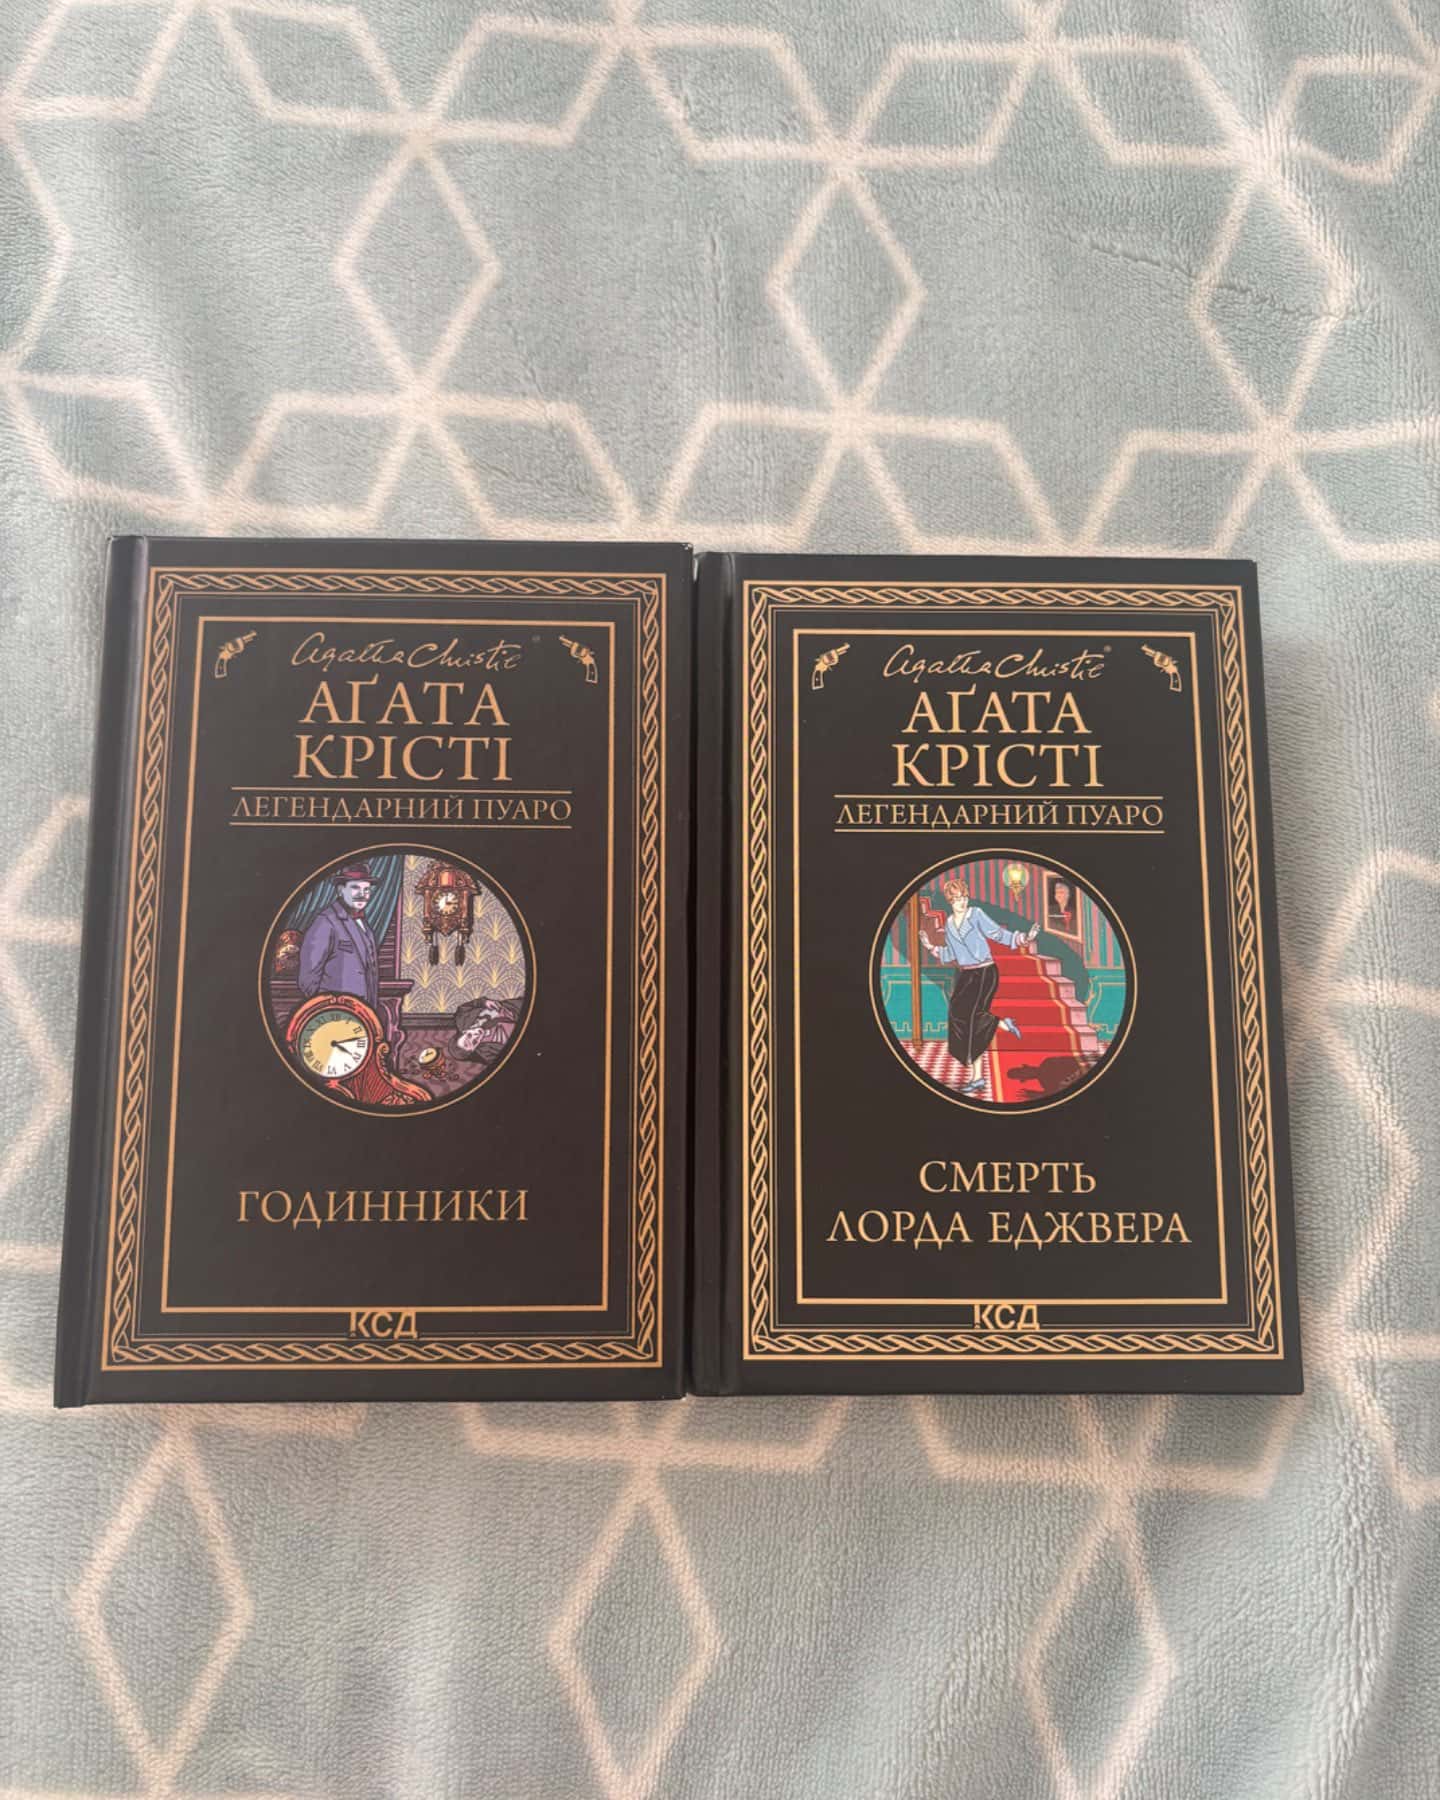 Agatha Christie®
АҐАТА
КРІСТІ
ЛЕГЕНДАРНИЙ ПУАРО
ГОДИННИКИ
КСД
Agatha Christie®
АҐАТА
КРІСТІ
ЛЕГЕНДАРНИЙ ПУАРО
СМЕРТЬ
ЛОРДА ЕДЖВЕРА
КСД